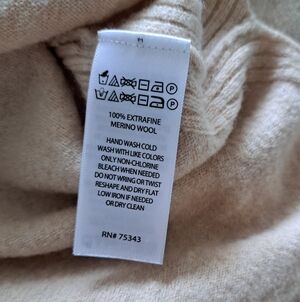 M
100% EXTRAFINE
MERINO WOOL
HAND WASH COLD
WASH WITH LIKE COLORS
ONLY NON-CHLORINE
BLEACH WHEN NEEDED
DO NOT WRING OR TWIST
RESHAPE AND DRY FLAT
LOW IRON IF NEEDED
OR DRY CLEAN
RN# 75343